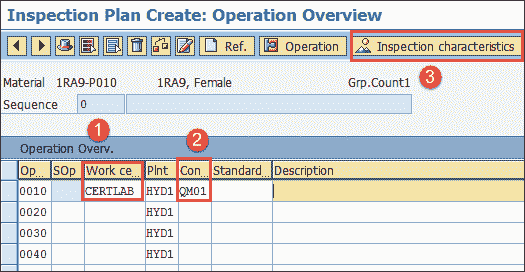 Inspection Plan Create: Operation Overview
Ref. Operation Inspection characteristics
Material 1RA9-P010 1RA9, Female Grp.Count1
3
Sequence 0
1
2
Operation Overv.
Op... SOp Work ce... Plnt Con... Standard... Description
0010 CERTLAB HYD1 QM01
0020 HYD1
0030 HYD1
0040 HYD1